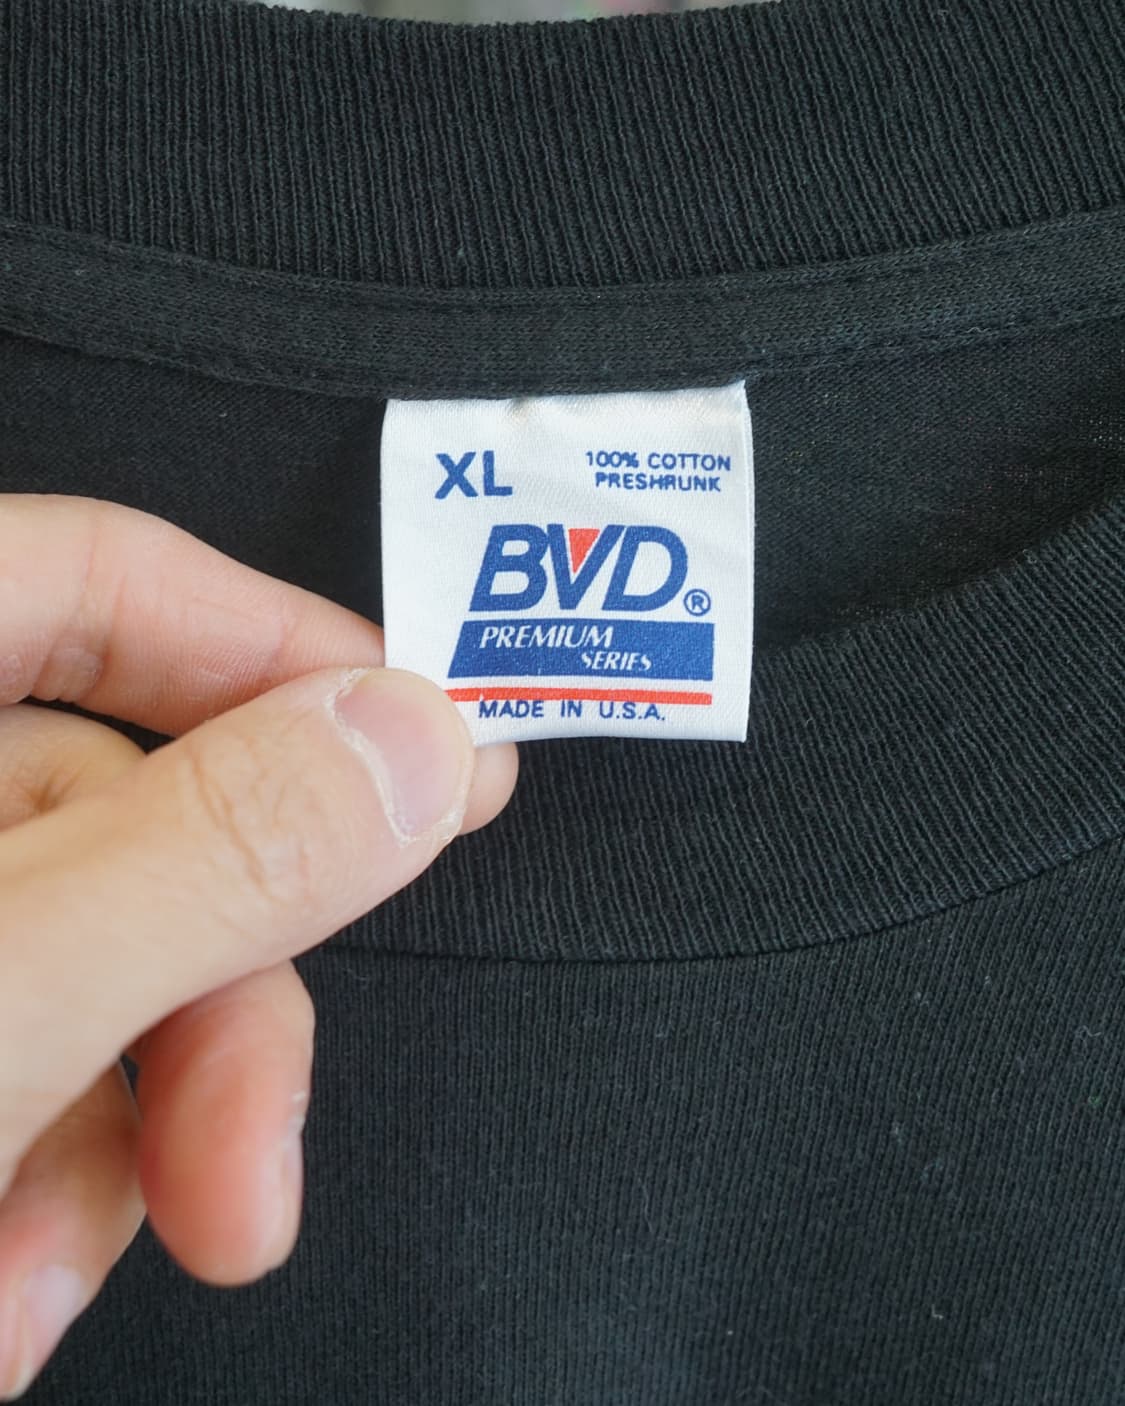 XL
100% COTTON
PRESHRUNK
BVD®
PREMIUM
SERIES
MADE IN U.S.A.